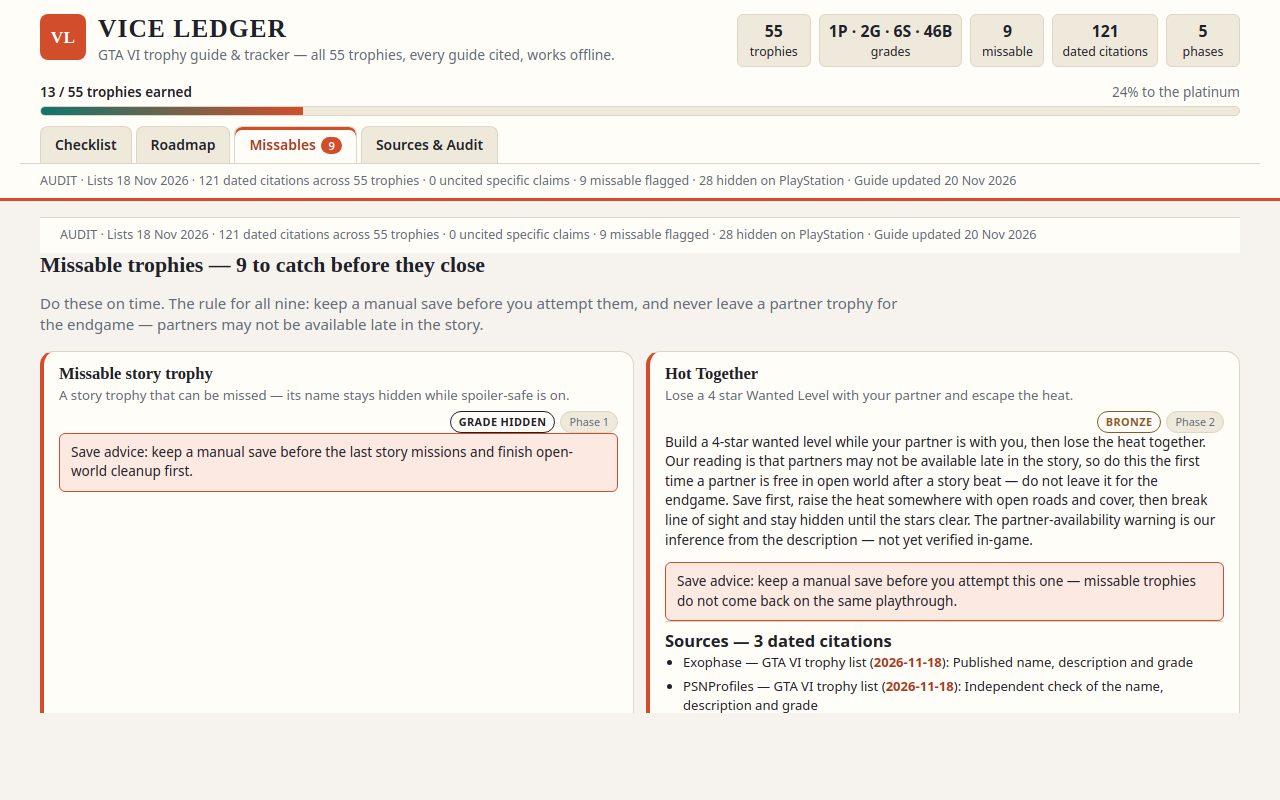 VL
VICE LEDGER
GTA VI trophy guide & tracker — all 55 trophies, every guide cited, works offline.
55
trophies
1P · 2G · 6S · 46B
grades
9
missable
121
dated citations
5
phases
13 / 55 trophies earned
24% to the platinum
Checklist
Roadmap
Missables 9
Sources & Audit
AUDIT · Lists 18 Nov 2026 · 121 dated citations across 55 trophies · 0 uncited specific claims · 9 missable flagged · 28 hidden on PlayStation · Guide updated 20 Nov 2026
AUDIT · Lists 18 Nov 2026 · 121 dated citations across 55 trophies · 0 uncited specific claims · 9 missable flagged · 28 hidden on PlayStation · Guide updated 20 Nov 2026
Missable trophies — 9 to catch before they close
Do these on time. The rule for all nine: keep a manual save before you attempt them, and never leave a partner trophy for
the endgame — partners may not be available late in the story.
Missable story trophy
A story trophy that can be missed — its name stays hidden while spoiler-safe is on.
GRADE HIDDEN
Phase 1
Save advice: keep a manual save before the last story missions and finish open-
world cleanup first.
Hot Together
Lose a 4 star Wanted Level with your partner and escape the heat.
BRONZE
Phase 2
Build a 4-star wanted level while your partner is with you, then lose the heat together.
Our reading is that partners may not be available late in the story, so do this the first
time a partner is free in open world after a story beat — do not leave it for the
endgame. Save first, raise the heat somewhere with open roads and cover, then break
line of sight and stay hidden until the stars clear. The partner-availability warning is our
inference from the description — not yet verified in-game.
Save advice: keep a manual save before you attempt this one — missable trophies
do not come back on the same playthrough.
Sources — 3 dated citations
• Exophase — GTA VI trophy list (2026-11-18): Published name, description and grade
• PSNProfiles — GTA VI trophy list (2026-11-18): Independent check of the name,
description and grade